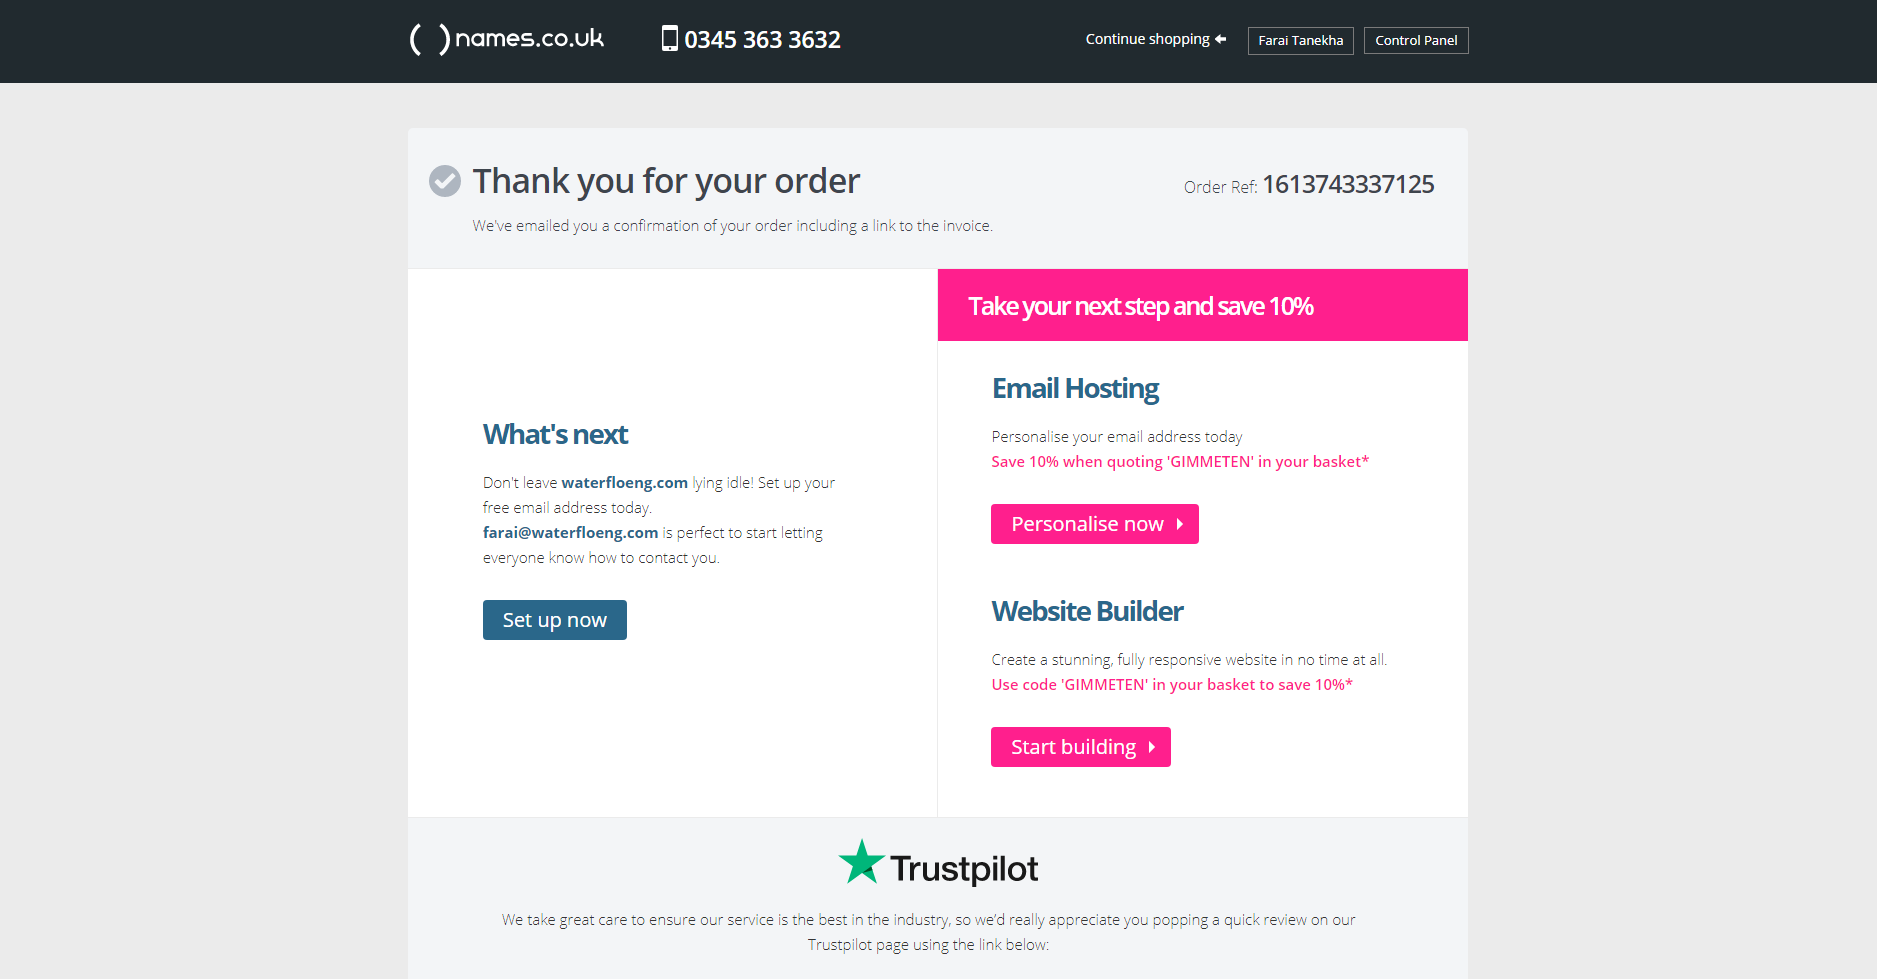 names.co.uk
0345 363 3632
Continue shopping
Farai Tanekha
Control Panel
Thank you for your order
Order Ref: 1613743337125
We've emailed you a confirmation of your order including a link to the invoice.
What's next
Don't leave waterfloeng.com lying idle! Set up your
free email address today.
farai@waterfloeng.com is perfect to start letting
everyone know how to contact you.
Set up now
Take your next step and save 10%
Email Hosting
Personalise your email address today
Save 10% when quoting 'GIMMETEN' in your basket*
Personalise now
Website Builder
Create a stunning, fully responsive website in no time at all.
Use code 'GIMMETEN' in your basket to save 10%*
Start building
Trustpilot
We take great care to ensure our service is the best in the industry, so we’d really appreciate you popping a quick review on our
Trustpilot page using the link below: